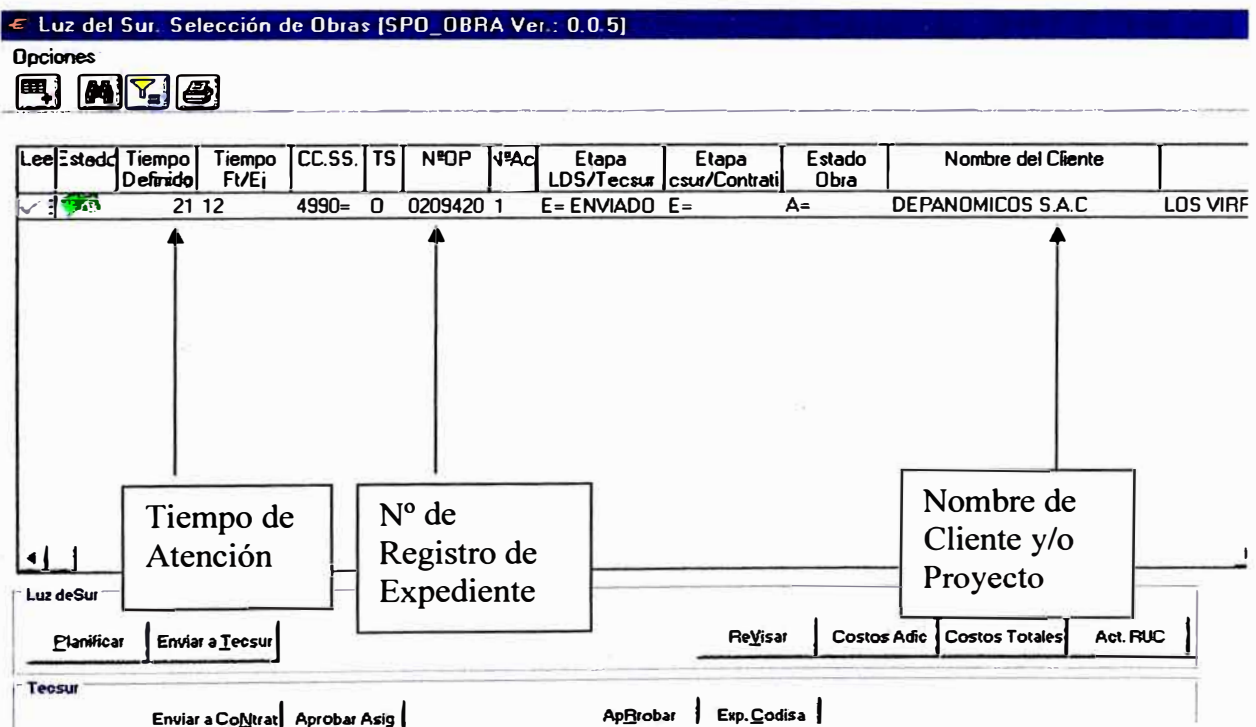 Luz del Sur. Selección de Obras [SPO_OBRA Ver.: 0.0.5]
Opciones
Lee Estado Tiempo Definido Tiempo Ft/Ej CC.SS. TS NºOP NºAc Etapa LDS/Tecsur Etapa csur/Contrati Estado Obra Nombre del Cliente
21 12 4990= O 0209420 1 E= ENVIADO E= A= DEPANOMICOS S.A.C LOS VIRF
Tiempo de
Atención
Nº de
Registro de
Expediente
Nombre de
Cliente y/o
Proyecto
Luz deSur
Planificar Enviar a Tecsur ReVisar Costos Adic Costos Totales Act. RUC
Tecsur
Enviar a CoNtrat Aprobar Asig ApRrobar Exp. Codisa